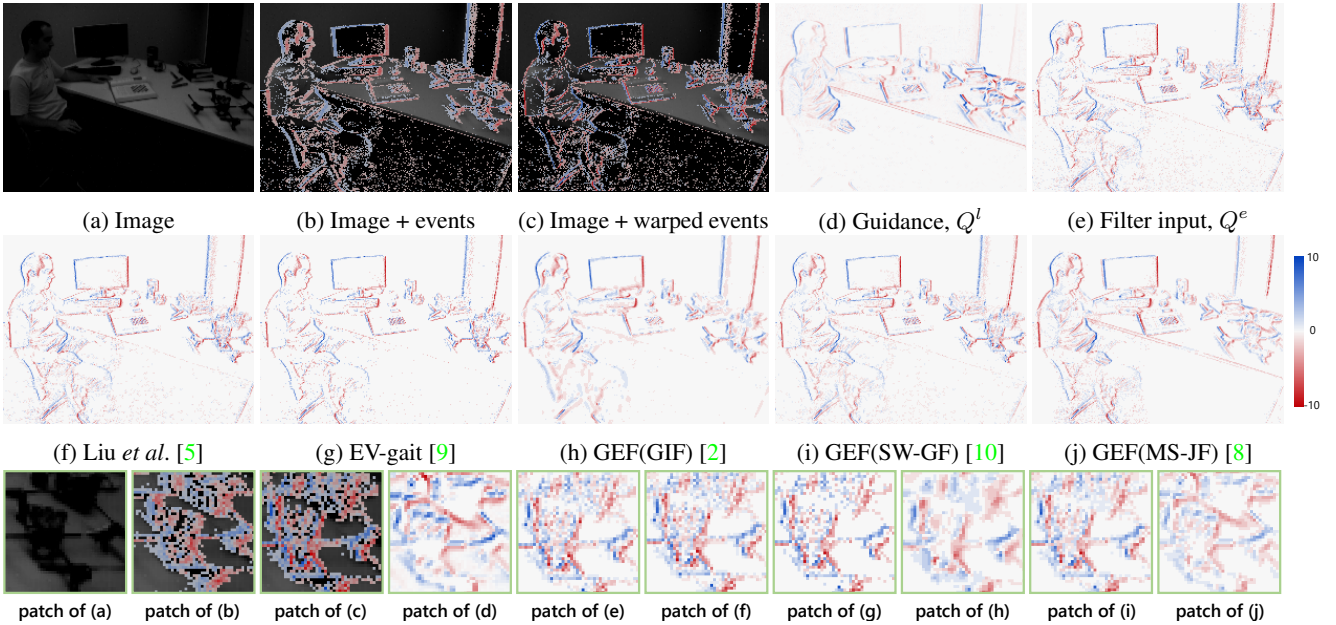 (a) Image
(b) Image + events
(c) Image + warped events
(d) Guidance, Q^l
(e) Filter input, Q^e
10
0
-10
(f) Liu et al. [5]
(g) EV-gait [9]
(h) GEF(GIF) [2]
(i) GEF(SW-GF) [10]
(j) GEF(MS-JF) [8]
patch of (a)
patch of (b)
patch of (c)
patch of (d)
patch of (e)
patch of (f)
patch of (g)
patch of (h)
patch of (i)
patch of (j)